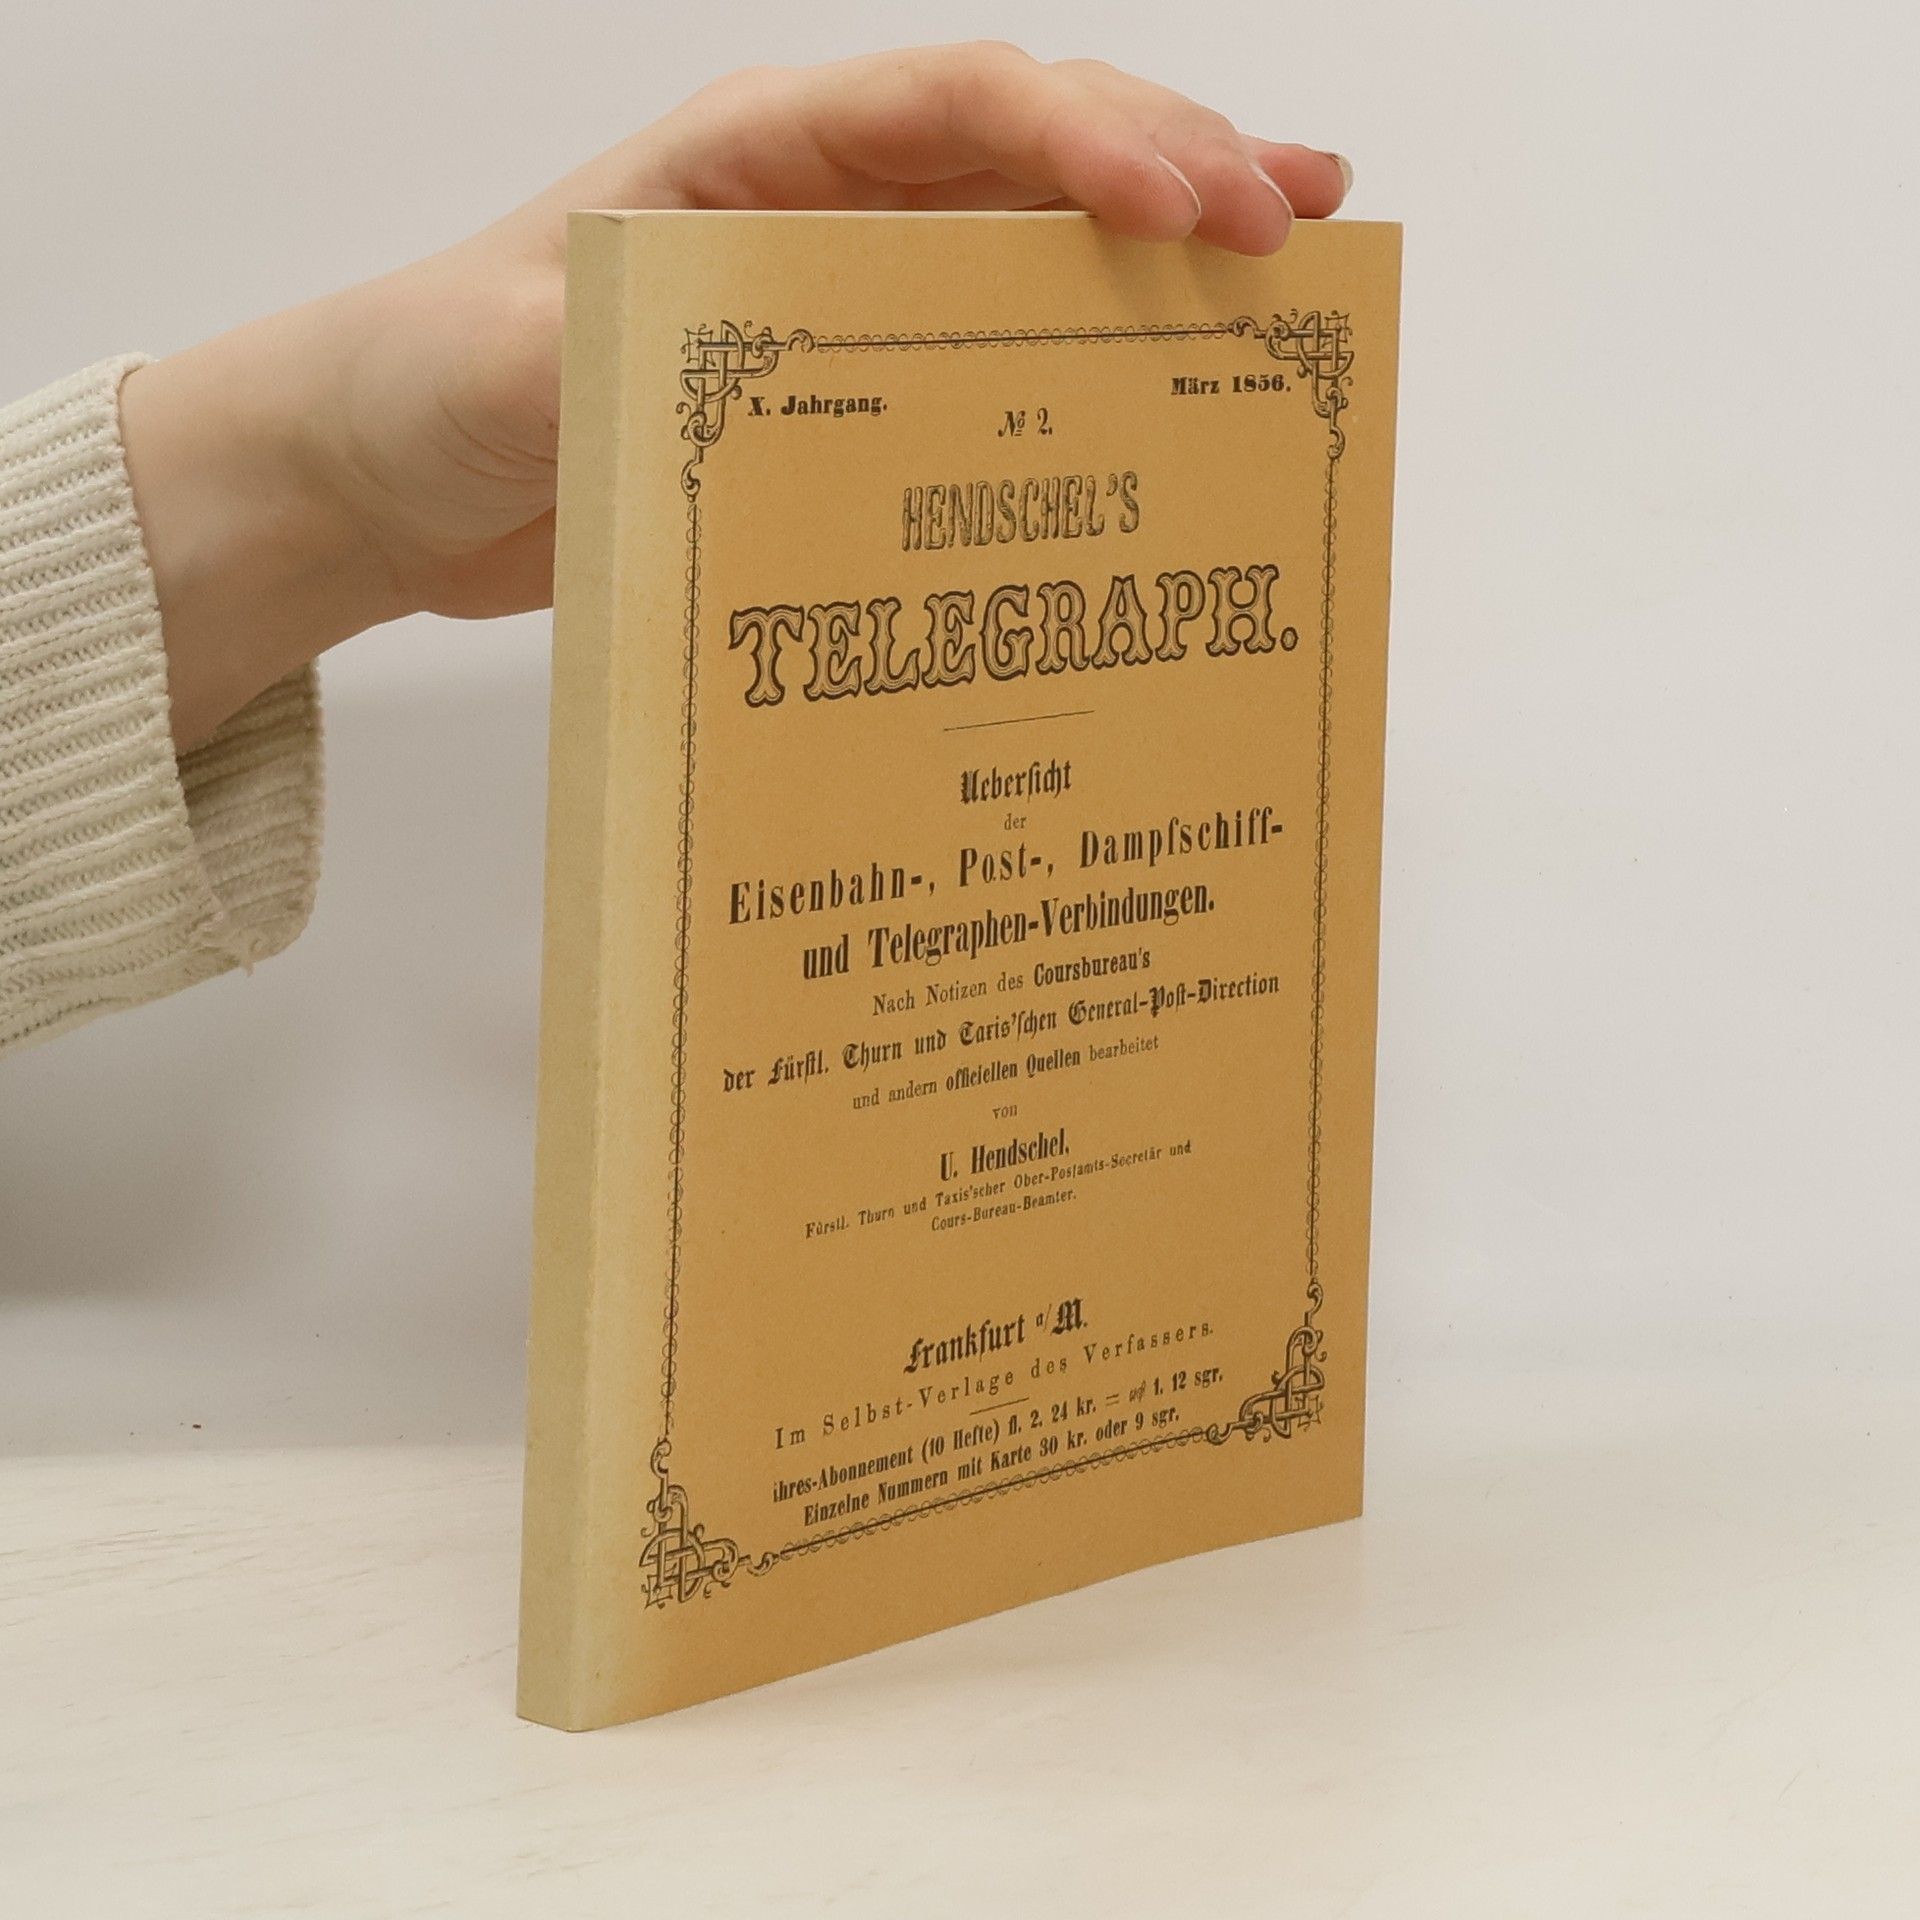 X. Jahrgang.
März 1856.
№ 2.
HENDSCHEL'S
TELEGRAPH.
Ueberſicht
der
Eisenbahn-, Post-, Dampfschiff-
und Telegraphen-Verbindungen.
Nach Notizen des Coursbureau's
der Fürſtl. Thurn und Taxis'ſchen General-Poſt-Direction
und andern officiellen Quellen bearbeitet
von
U. Hendschel,
Fürstl. Thurn und Taxis'scher Ober-Postamts-Secretär und
Cours-Bureau-Beamter.
Frankfurt a/M.
Im Selbst-Verlage des Verfassers.
ihres-Abonnement (10 Hefte) fl. 2. 24 kr. = 1. 12 sgr.
Einzelne Nummern mit Karte 30 kr. oder 9 sgr.